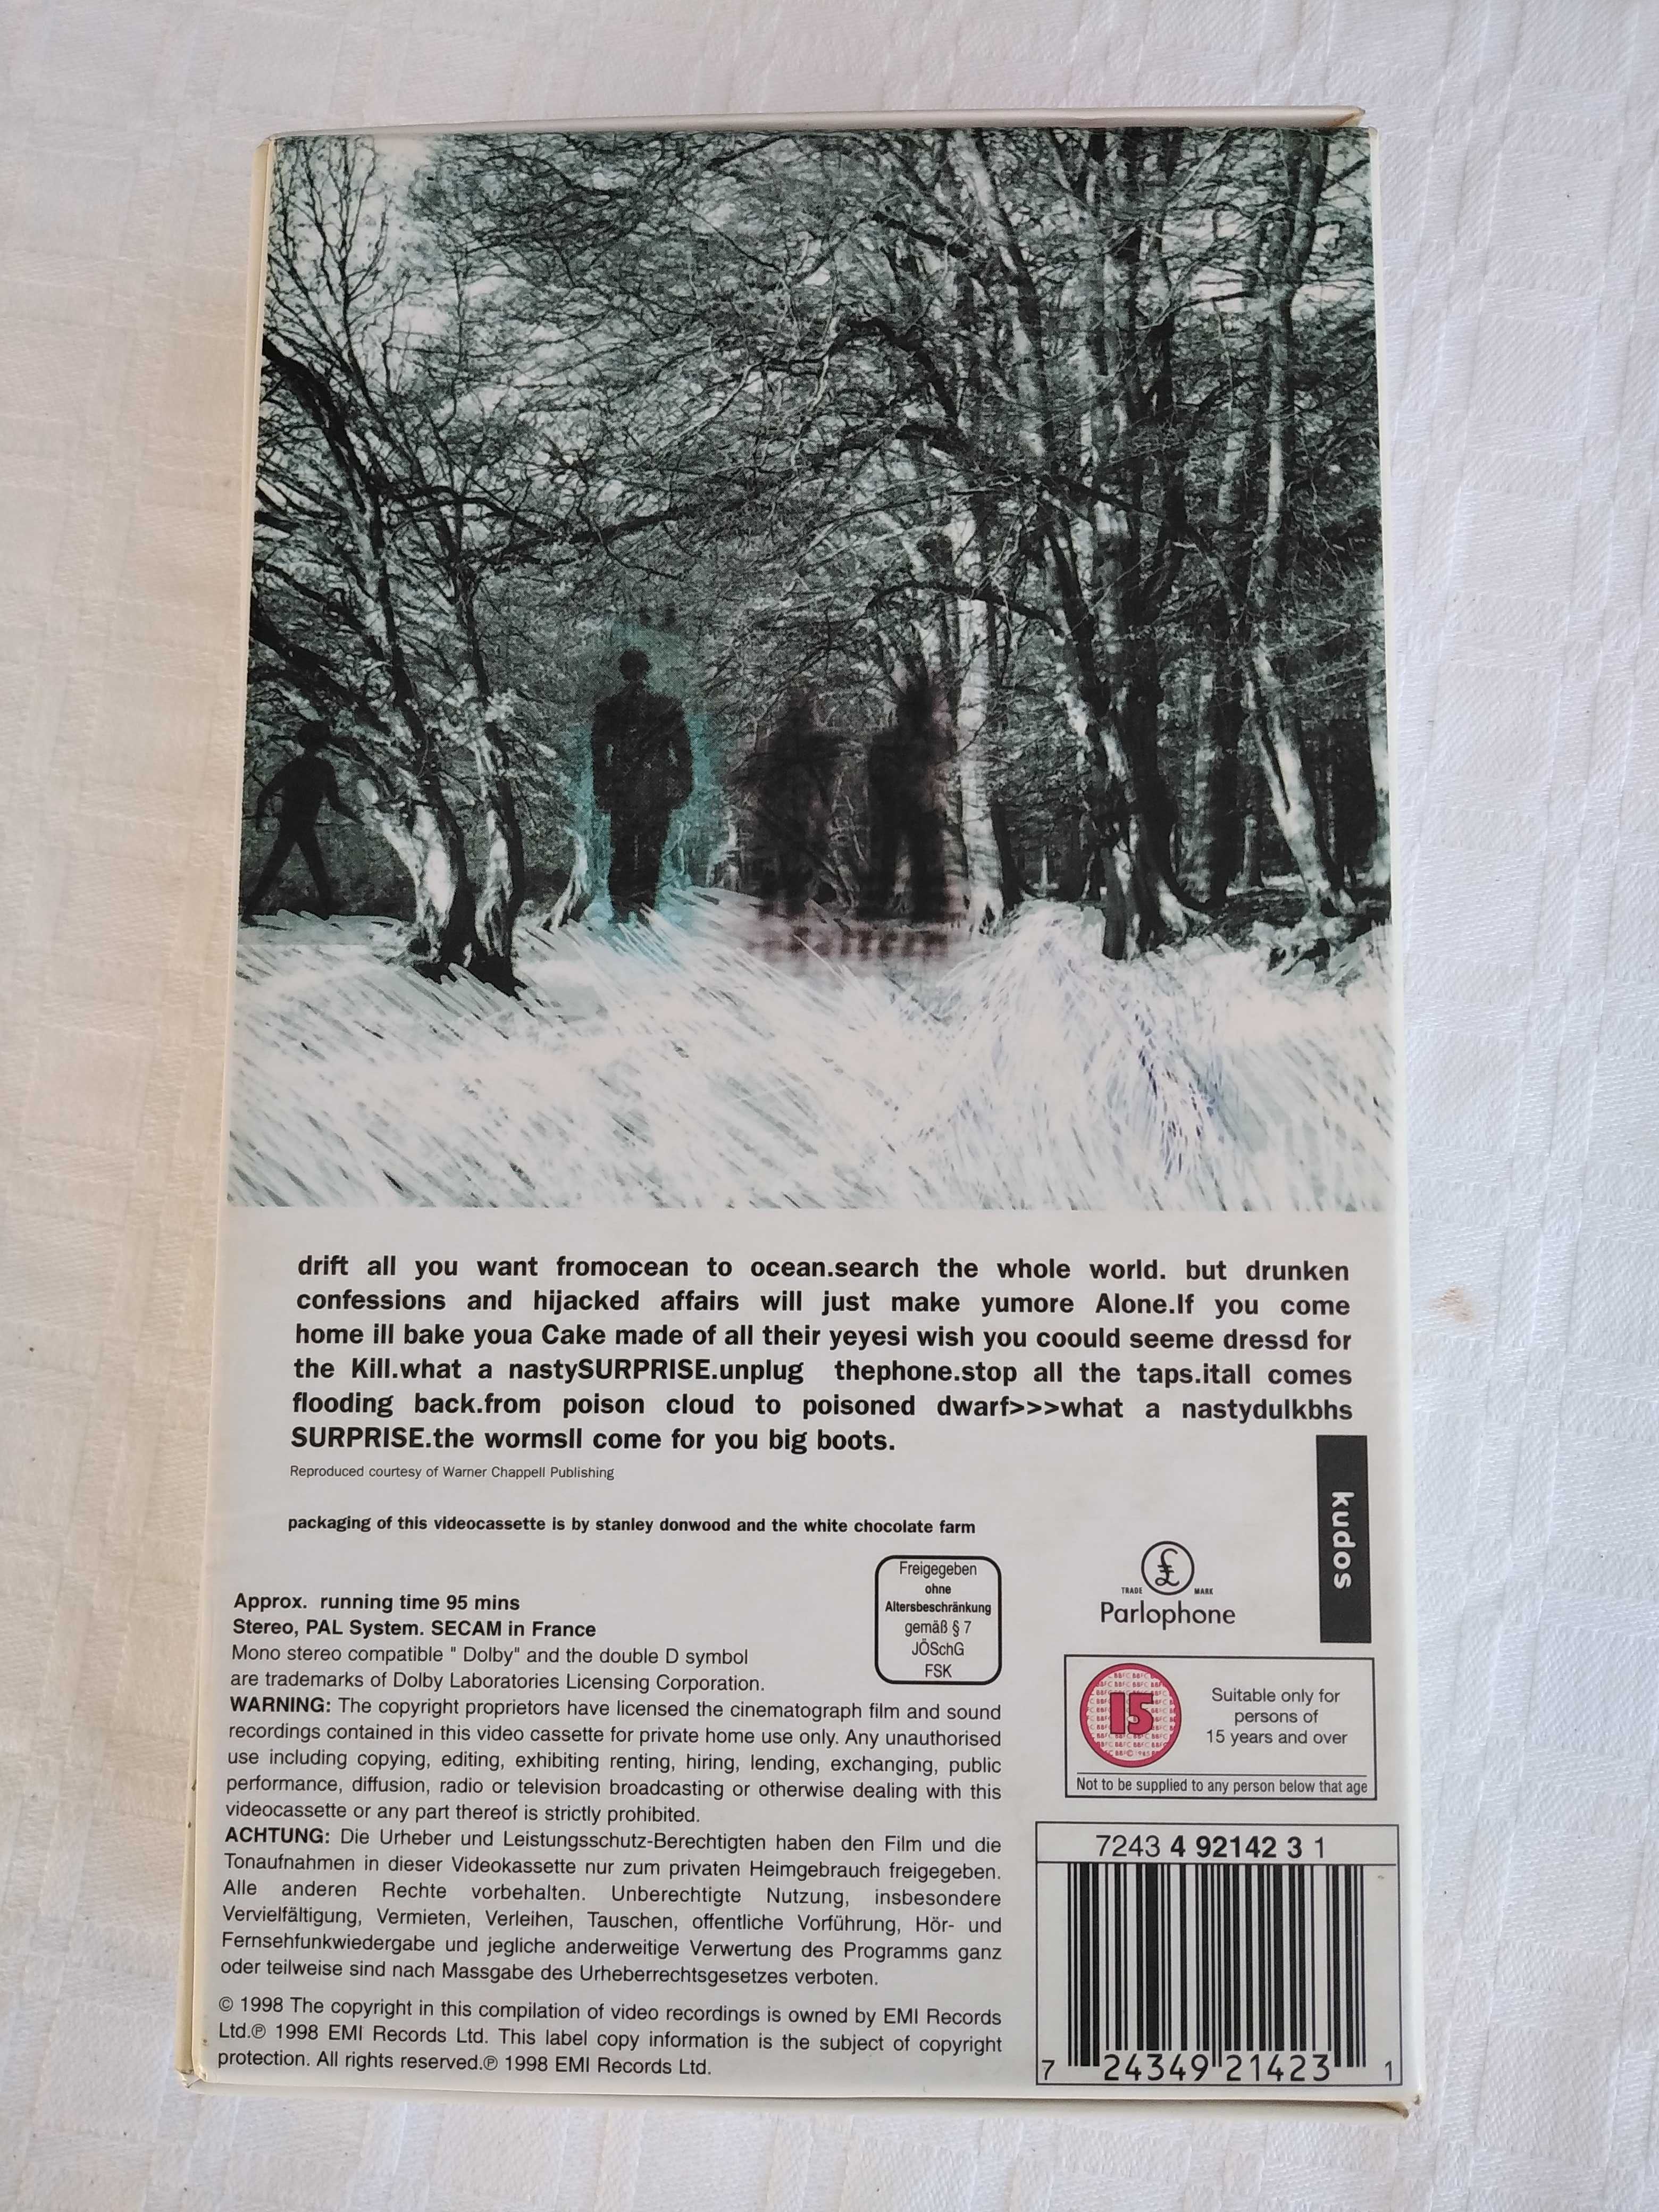 drift all you want fromocean to ocean.search the whole world. but drunken
confessions and hijacked affairs will just make yumore Alone.If you come
home ill bake youa Cake made of all their yeyesi wish you coould seeme dressd for
the Kill.what a nastySURPRISE.unplug thephone.stop all the taps.itall comes
flooding back.from poison cloud to poisoned dwarf>>>what a nastydulkbhs
SURPRISE.the wormsll come for you big boots.
Reproduced courtesy of Warner Chappell Publishing
kudos
packaging of this videocassette is by stanley donwood and the white chocolate farm
Freigegeben
ohne
Altersbeschränkung
gemäß § 7
JÖSchG
FSK
£
TRADE MARK
Parlophone
Approx. running time 95 mins
Stereo, PAL System. SECAM in France
Mono stereo compatible " Dolby" and the double D symbol
are trademarks of Dolby Laboratories Licensing Corporation.
WARNING: The copyright proprietors have licensed the cinematograph film and sound
recordings contained in this video cassette for private home use only. Any unauthorised
use including copying, editing, exhibiting renting, hiring, lending, exchanging, public
performance, diffusion, radio or television broadcasting or otherwise dealing with this
videocassette or any part thereof is strictly prohibited.
ACHTUNG: Die Urheber und Leistungsschutz-Berechtigten haben den Film und die
Tonaufnahmen in dieser Videokassette nur zum privaten Heimgebrauch freigegeben.
Alle anderen Rechte vorbehalten. Unberechtigte Nutzung, insbesondere
Vervielfältigung, Vermieten, Verleihen, Tauschen, offentliche Vorführung, Hör- und
Fernsehfunkwiedergabe und jegliche anderweitige Verwertung des Programms ganz
oder teilweise sind nach Massgabe des Urheberrechtsgesetzes verboten.
© 1998 The copyright in this compilation of video recordings is owned by EMI Records
Ltd.℗ 1998 EMI Records Ltd. This label copy information is the subject of copyright
protection. All rights reserved.℗ 1998 EMI Records Ltd.
15
Suitable only for
persons of
15 years and over
Not to be supplied to any person below that age
7243 4 92142 3 1
7 24349 21423 1